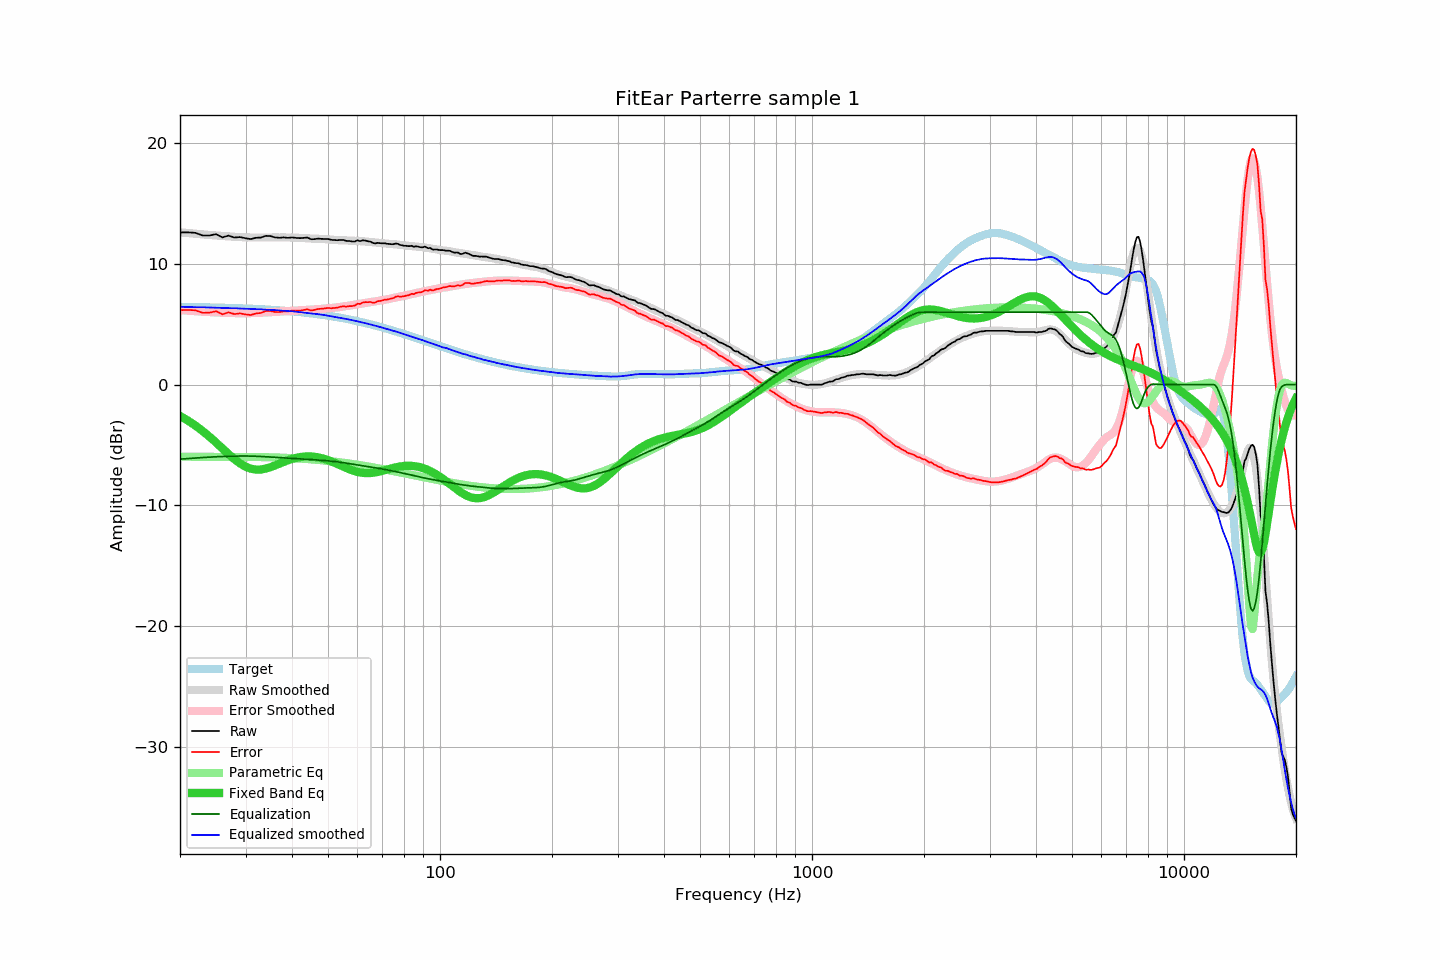 FitEar Parterre sample 1
20
10
0
−10
−20
−30
Amplitude (dBr)
Target
Raw Smoothed
Error Smoothed
Raw
Error
Parametric Eq
Fixed Band Eq
Equalization
Equalized smoothed
100
1000
10000
Frequency (Hz)